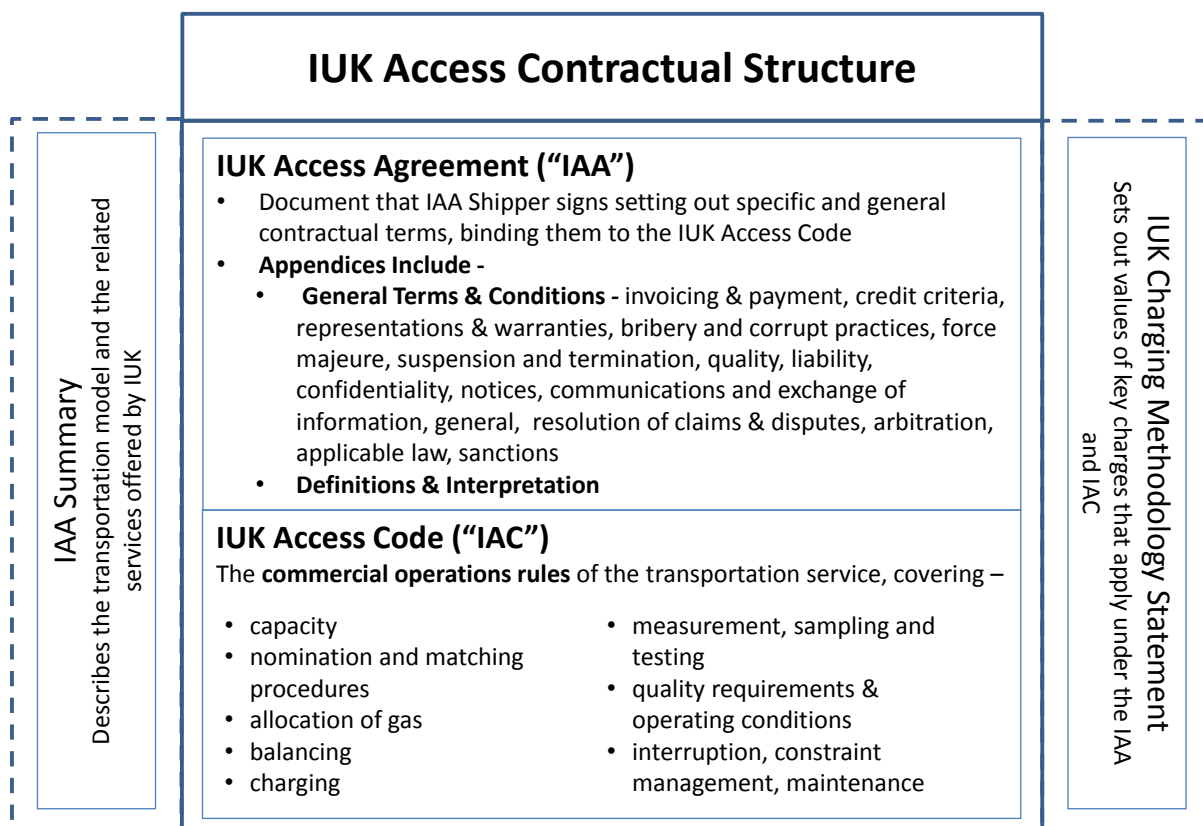 IUK Access Contractual Structure
IAA Summary
Describes the transportation model and the related
services offered by IUK
IUK Access Agreement (“IAA”)
• Document that IAA Shipper signs setting out specific and general
contractual terms, binding them to the IUK Access Code
• Appendices Include -
• General Terms & Conditions - invoicing & payment, credit criteria,
representations & warranties, bribery and corrupt practices, force
majeure, suspension and termination, quality, liability,
confidentiality, notices, communications and exchange of
information, general, resolution of claims & disputes, arbitration,
applicable law, sanctions
• Definitions & Interpretation
IUK Access Code (“IAC”)
The commercial operations rules of the transportation service, covering –
• capacity
• nomination and matching
procedures
• allocation of gas
• balancing
• charging
• measurement, sampling and
testing
• quality requirements &
operating conditions
• interruption, constraint
management, maintenance
IUK Charging Methodology Statement
Sets out values of key charges that apply under the IAA
and IAC